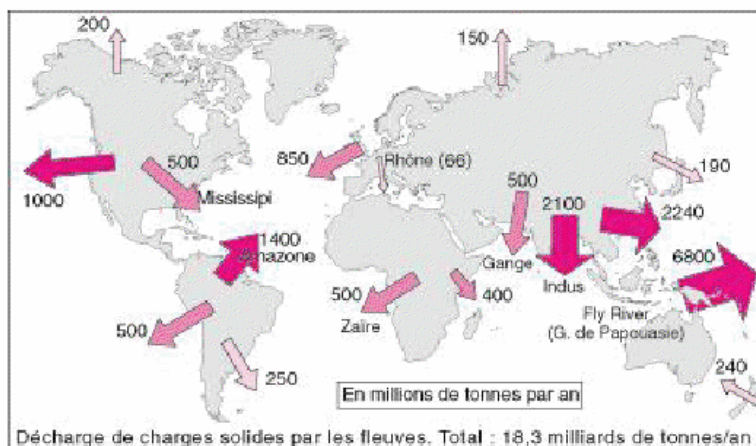 200
150
850
Rhône (66)
500
190
1000
Mississipi
500
2100
2240
1400
Amazone
6800
Gange
Indus
500
400
500
Zaïre
Fly River
(G. de Papouasie)
250
240
En millions de tonnes par an
Décharge de charges solides par les fleuves. Total : 18,3 milliards de tonnes/an